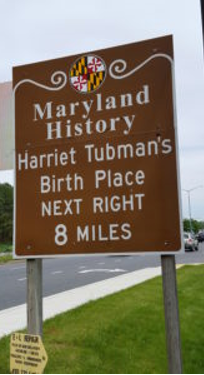 Maryland
History
Harriet Tubman's
Birth Place
NEXT RIGHT
8 MILES